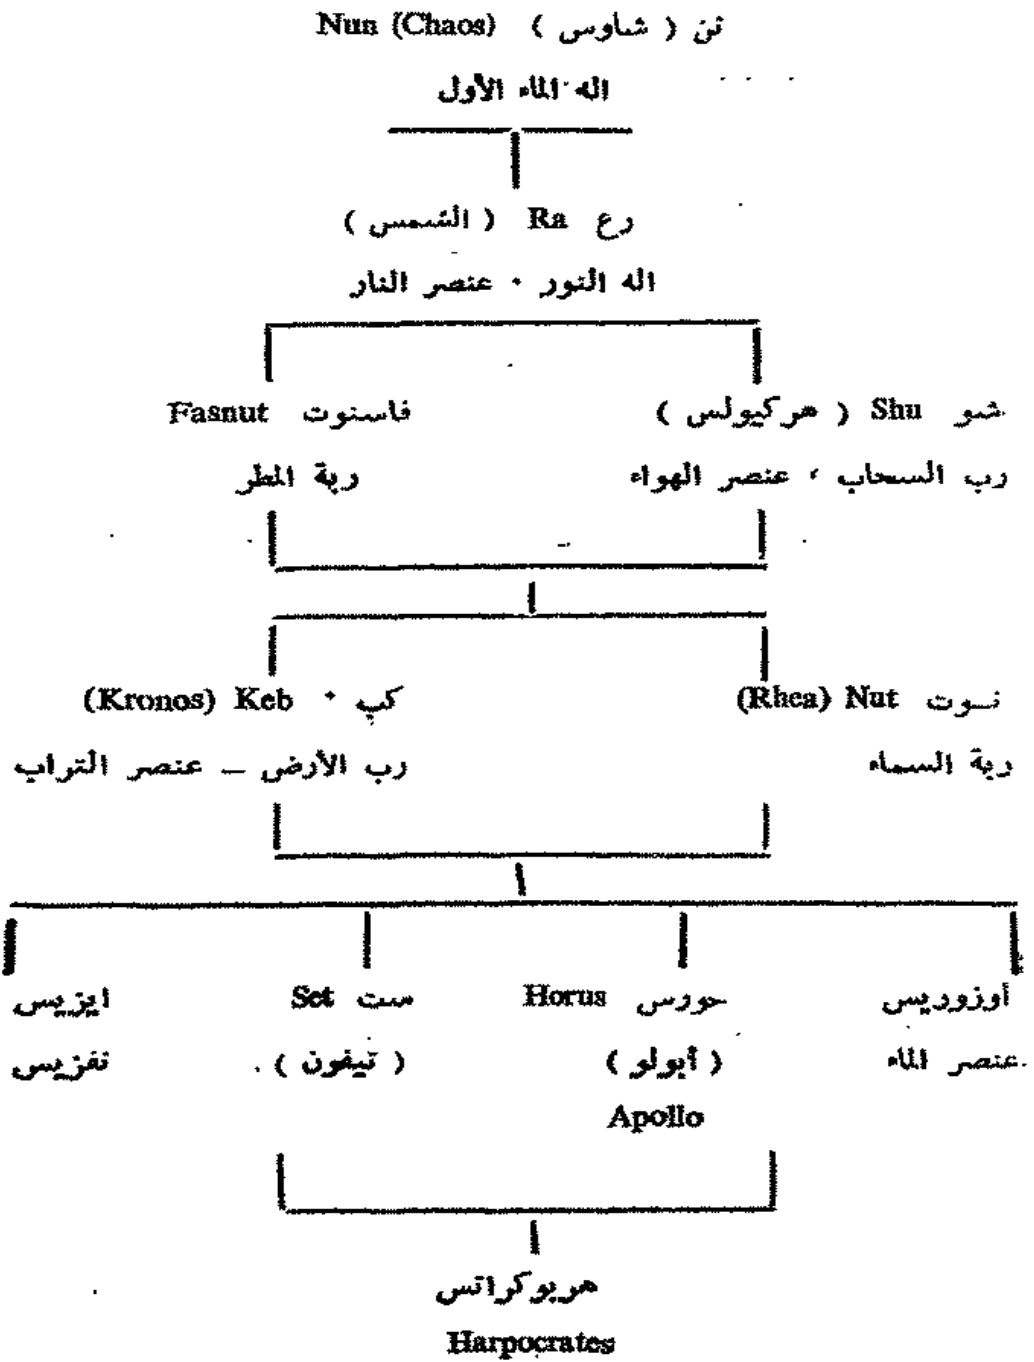 نن ( شاوس ) Nun (Chaos)
اله الماء الأول
رع Ra ( الشمس )
اله النور · عنصر النار
شو Shu ( هركيولس )
فاسنوت Fasnut
رب السحاب ، عنصر الهواء
ربة المطر
نوت Nut (Rhea)
كب · Keb (Kronos)
ربة السماء
رب الأرض – عنصر التراب
أوزوريس
حورس Horus
ست Set
ايزيس
عنصر الماء
( أبولو )
( تيفون )
نفزيس
Apollo
هربوكراتس
Harpocrates